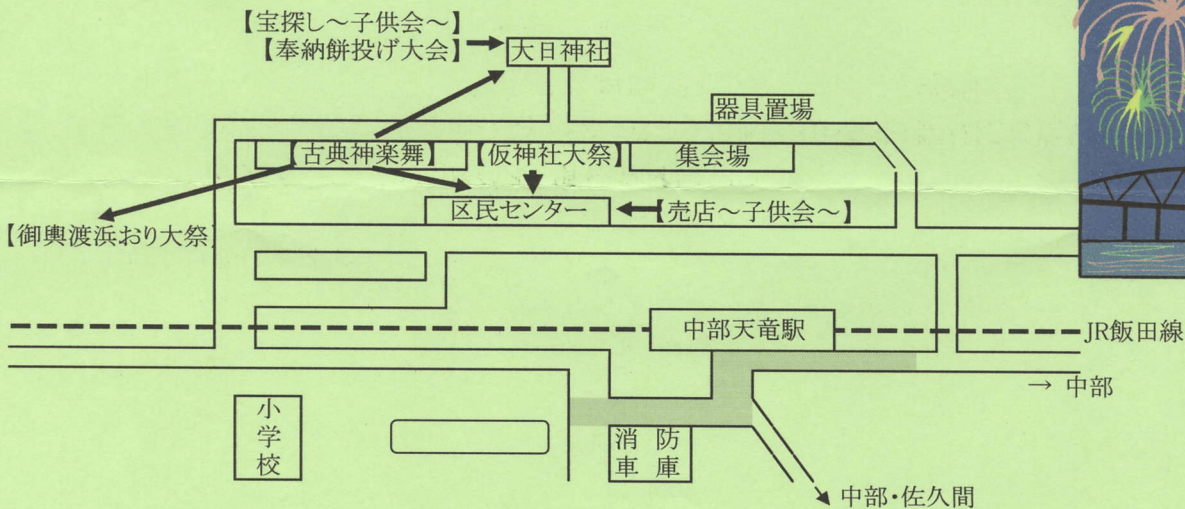 【宝探し～子供会～】
【奉納餅投げ大会】
大日神社
器具置場
【古典神楽舞】
【仮神社大祭】
集会場
区民センター
【売店～子供会～】
【御輿渡浜おり大祭】
中部天竜駅
JR飯田線
→ 中部
小学校
消防
車庫
中部・佐久間